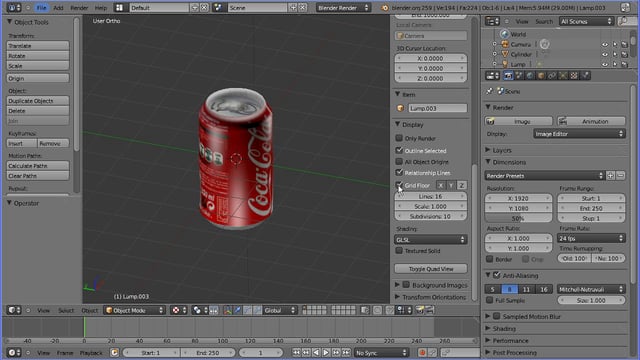 File
Render
Window
Help
Default
Scene
Blender Render
blender.org 259 | Ve:194 | Fa:224 | Ob:1-6 | La:4 | Mem:5.94M (29.00M) | Lamp.003
Object Tools
Transform:
Translate
Rotate
Scale
Origin
Object:
Duplicate Objects
Delete
Join
Keyframes:
Insert
Remove
Motion Paths:
Calculate Paths
Clear Paths
Repeat:
Operator
User Ortho
Coca-Cola
(1) Lamp.003
End: 1000.000
Local Camera:
Camera
3D Cursor Location:
X: 0.0000
Y: 0.0000
Z: 0.0000
Item
Lamp.003
Display
Only Render
Outline Selected
All Object Origins
Relationship Lines
Grid Floor
X
Y
Z
Lines: 16
Scale: 1.000
Subdivisions: 10
Shading:
GLSL
Textured Solid
Toggle Quad View
Background Images
Transform Orientations
View
Search
All Scenes
World
Camera
Cylinder
Lamp
Scene
Render
Image
Animation
Display:
Image Editor
Layers
Dimensions
Render Presets
Resolution:
Frame Range:
X: 1920
Start: 1
Y: 1080
End: 250
50%
Step: 1
Aspect Ratio:
Frame Rate:
X: 1.000
24 fps
Y: 1.000
Time Remapping:
Border
Crop
Old: 100
Ne: 100
Anti-Aliasing
5
8
11
16
Mitchell-Netravali
Full Sample
Size: 1.000
Sampled Motion Blur
Shading
Performance
Post Processing
View
Select
Object
Object Mode
Global
-40
-20
0
20
40
60
80
100
120
140
160
180
200
220
240
260
View
Frame
Playback
Start: 1
End: 250
1
No Sync